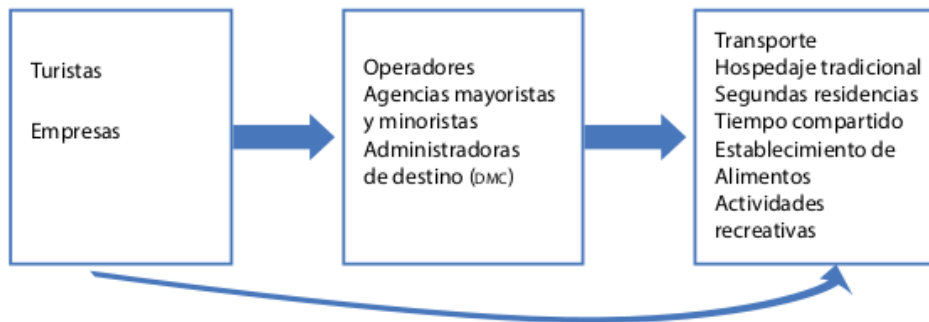 Turistas
Empresas
Operadores
Agencias mayoristas
y minoristas
Administradoras
de destino (DMC)
Transporte
Hospedaje tradicional
Segundas residencias
Tiempo compartido
Establecimiento de
Alimentos
Actividades
recreativas